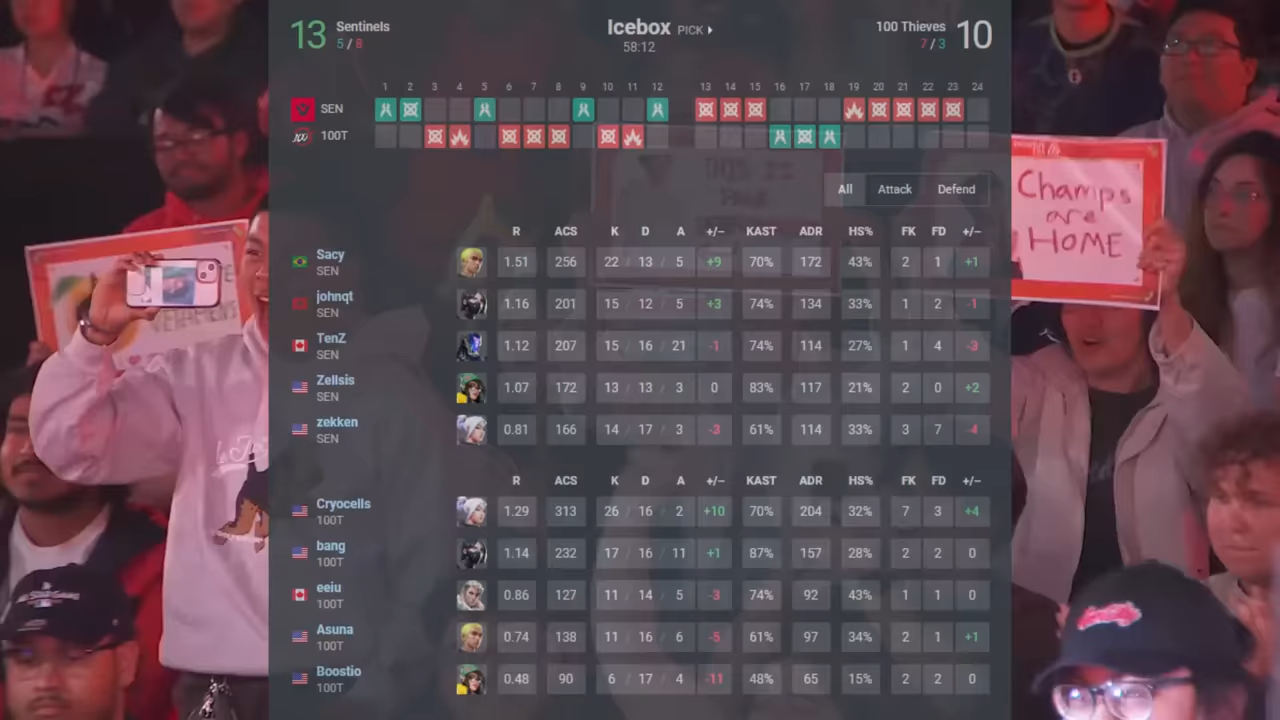 13 Sentinels Icebox PICK 100 Thieves 10
5 / 8 58:12 7 / 3
1 2 3 4 5 6 7 8 9 10 11 12 13 14 15 16 17 18 19 20 21 22 23 24
SEN
100 100T
All Attack Defend
R ACS K D A +/– KAST ADR HS% FK FD +/–
Sacy 1.51 256 22 / 13 / 5 +9 70% 172 43% 2 1 +1
SEN
johnqt 1.16 201 15 / 12 / 5 +3 74% 134 33% 1 2 -1
SEN
TenZ 1.12 207 15 / 16 / 21 -1 74% 114 27% 1 4 -3
SEN
Zellsis 1.07 172 13 / 13 / 3 0 83% 117 21% 2 0 +2
SEN
zekken 0.81 166 14 / 17 / 3 -3 61% 114 33% 3 7 -4
SEN
R ACS K D A +/– KAST ADR HS% FK FD +/–
Cryocells 1.29 313 26 / 16 / 2 +10 70% 204 32% 7 3 +4
100T
bang 1.14 232 17 / 16 / 11 +1 87% 157 28% 2 2 0
100T
eeiu 0.86 127 11 / 14 / 5 -3 74% 92 43% 1 1 0
100T
Asuna 0.74 138 11 / 16 / 6 -5 61% 97 34% 2 1 +1
100T
Boostio 0.48 90 6 / 17 / 4 -11 48% 65 15% 2 2 0
100T
Champs
are
HOME